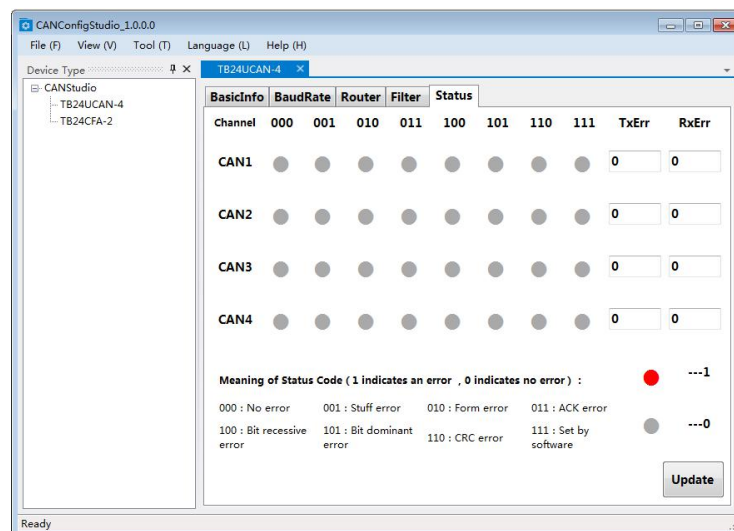 CANConfigStudio_1.0.0.0
File (F) View (V) Tool (T) Language (L) Help (H)
Device Type
TB24UCAN-4
CANStudio
TB24UCAN-4
TB24CFA-2
BasicInfo BaudRate Router Filter Status
Channel 000 001 010 011 100 101 110 111 TxErr RxErr
CAN1 0 0
CAN2 0 0
CAN3 0 0
CAN4 0 0
Meaning of Status Code ( 1 indicates an error , 0 indicates no error ) :
---1
000 : No error 001 : Stuff error 010 : Form error 011 : ACK error
100 : Bit recessive error 101 : Bit dominant error 110 : CRC error 111 : Set by software
---0
Update
Ready